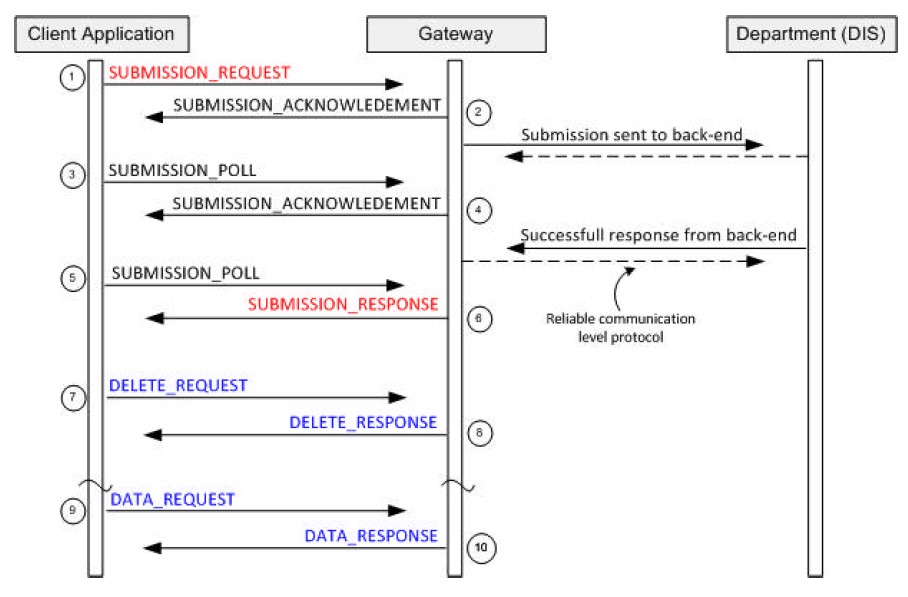 Client Application
Gateway
Department (DIS)
1
SUBMISSION_REQUEST
SUBMISSION_ACKNOWLEDEMENT
2
Submission sent to back-end
3
SUBMISSION_POLL
SUBMISSION_ACKNOWLEDEMENT
4
Successfull response from back-end
5
SUBMISSION_POLL
SUBMISSION_RESPONSE
6
Reliable communication
level protocol
7
DELETE_REQUEST
DELETE_RESPONSE
8
9
DATA_REQUEST
DATA_RESPONSE
10